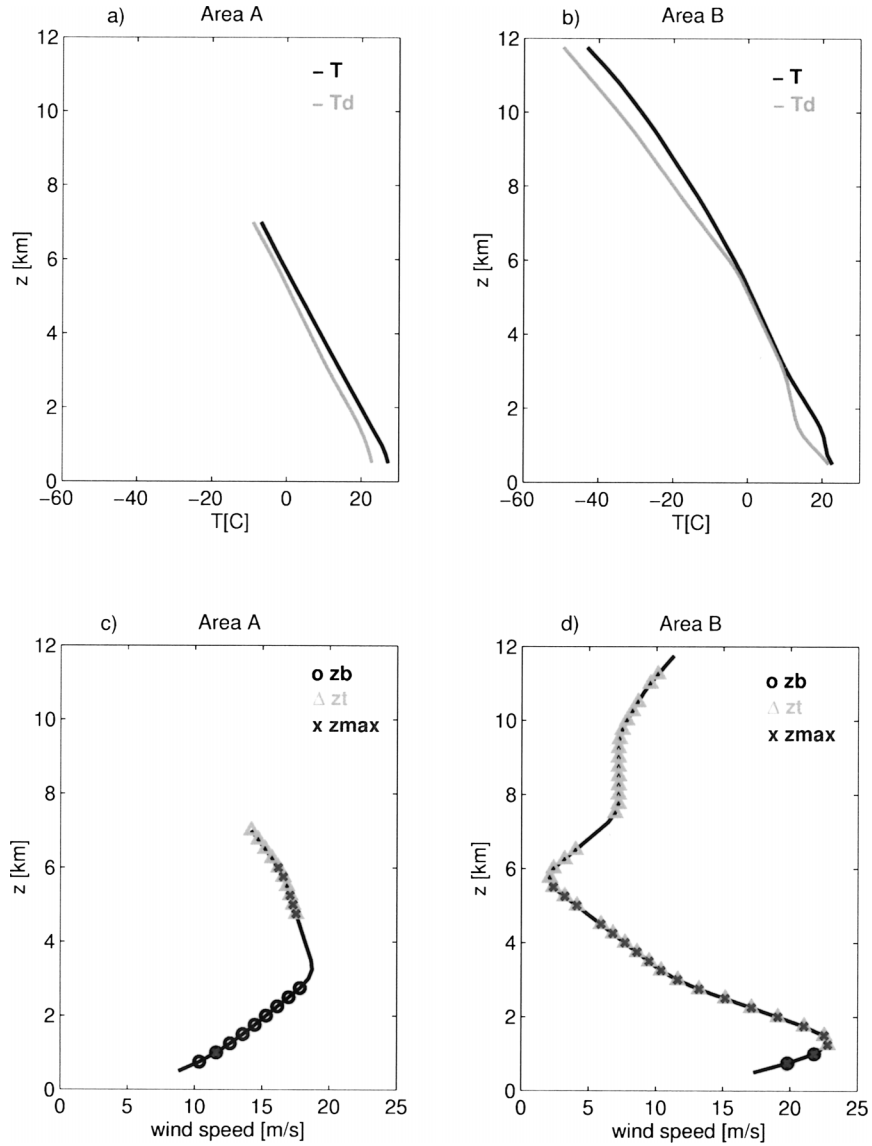 a) Area A
12
10
8
6
4
2
0
z [km]
– T
– Td
−60 −40 −20 0 20
T[C]
b) Area B
12
10
8
6
4
2
0
z [km]
– T
– Td
−60 −40 −20 0 20
T[C]
c) Area A
12
10
8
6
4
2
0
z [km]
o zb
Δ zt
x zmax
0 5 10 15 20 25
wind speed [m/s]
d) Area B
12
10
8
6
4
2
0
z [km]
o zb
Δ zt
x zmax
0 5 10 15 20 25
wind speed [m/s]